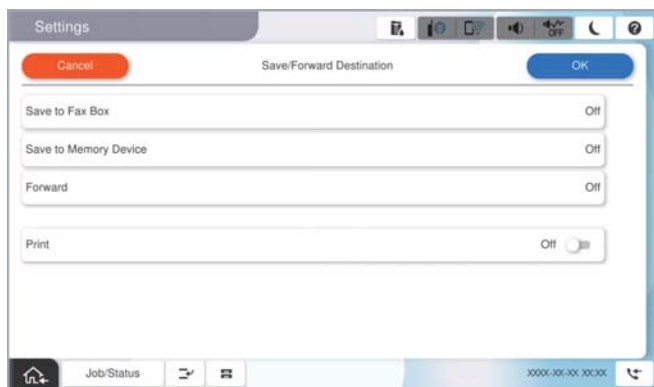 Settings
OFF
Cancel
Save/Forward Destination
OK
Save to Fax Box Off
Save to Memory Device Off
Forward Off
Print Off
Job/Status
XXXX-XX-XX XX:XX